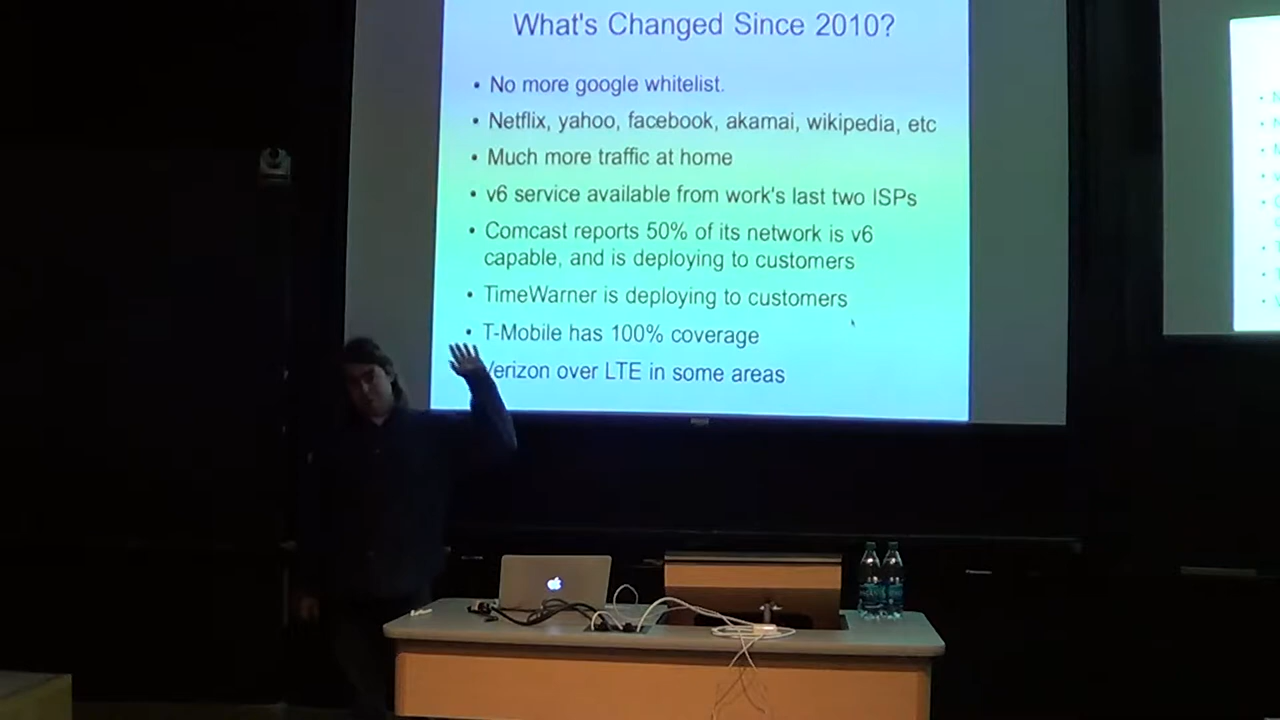 What's Changed Since 2010?
• No more google whitelist.
• Netflix, yahoo, facebook, akamai, wikipedia, etc
• Much more traffic at home
• v6 service available from work's last two ISPs
• Comcast reports 50% of its network is v6
capable, and is deploying to customers
• TimeWarner is deploying to customers
• T-Mobile has 100% coverage
Verizon over LTE in some areas